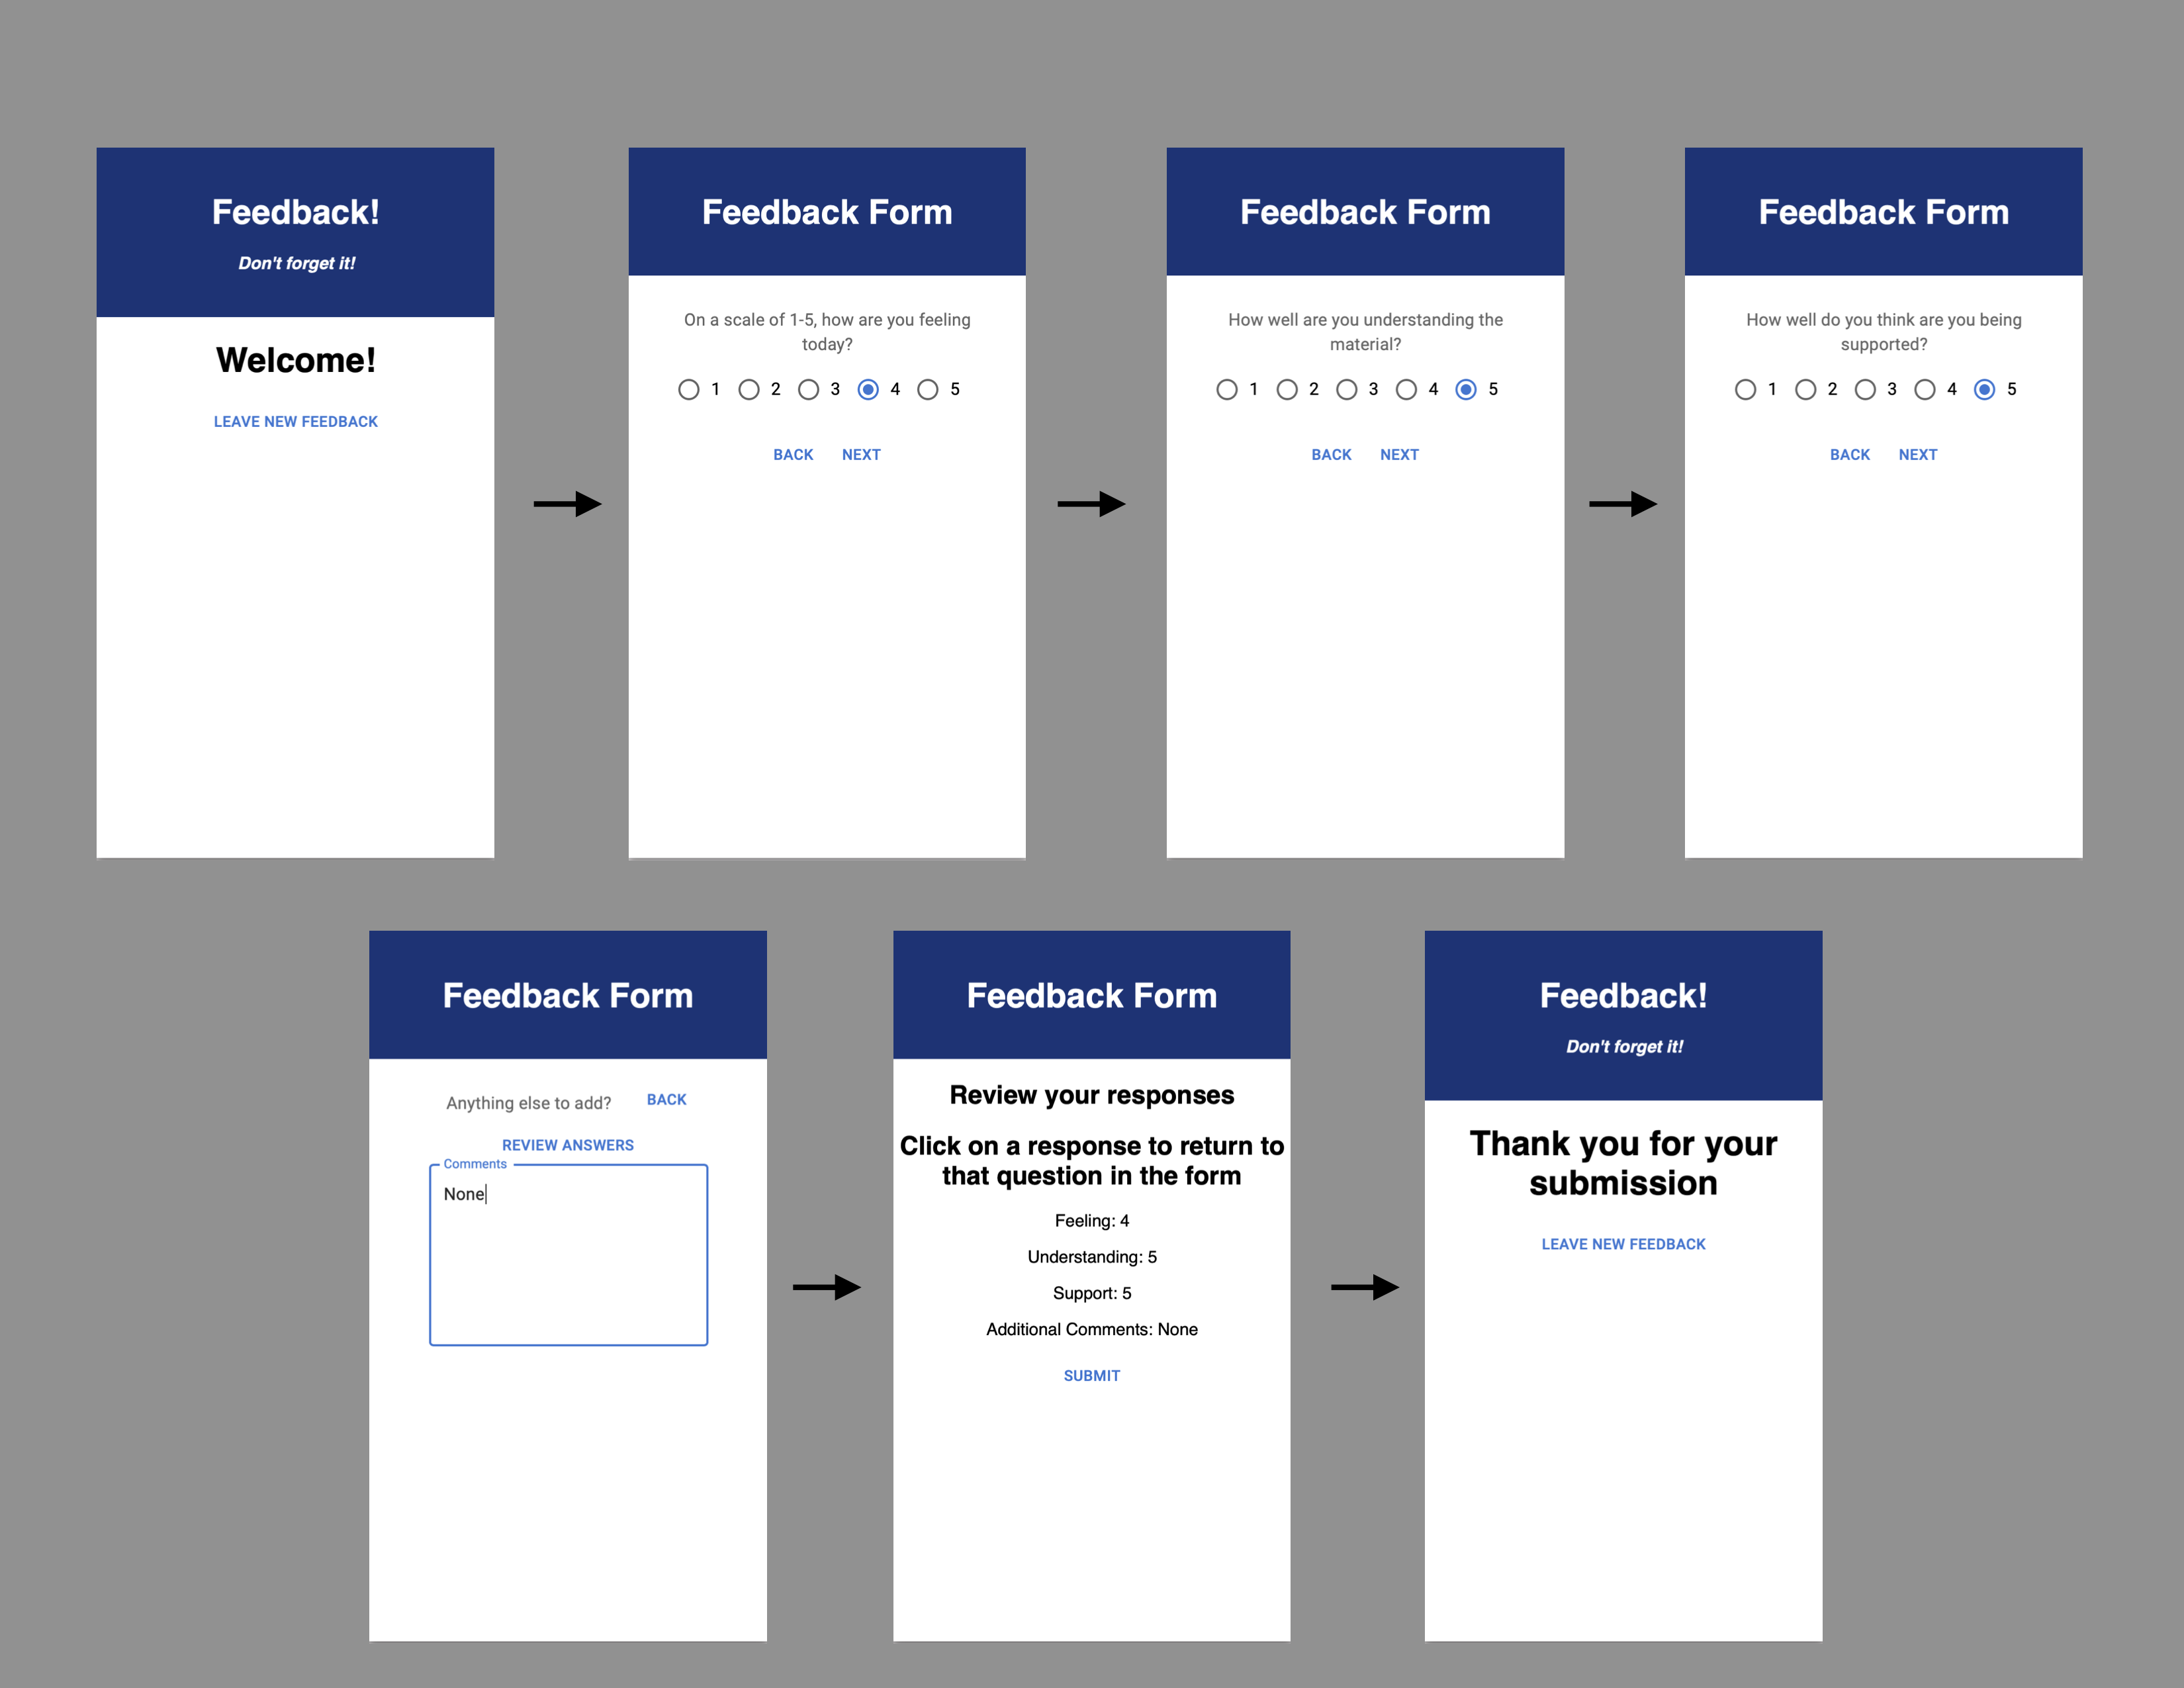 Feedback!
Don't forget it!
Welcome!
LEAVE NEW FEEDBACK
Feedback Form
On a scale of 1-5, how are you feeling
today?
1 2 3 4 5
BACK NEXT
Feedback Form
How well are you understanding the
material?
1 2 3 4 5
BACK NEXT
Feedback Form
How well do you think are you being
supported?
1 2 3 4 5
BACK NEXT
Feedback Form
Anything else to add? BACK
REVIEW ANSWERS
Comments
None
Feedback Form
Review your responses
Click on a response to return to
that question in the form
Feeling: 4
Understanding: 5
Support: 5
Additional Comments: None
SUBMIT
Feedback!
Don't forget it!
Thank you for your
submission
LEAVE NEW FEEDBACK